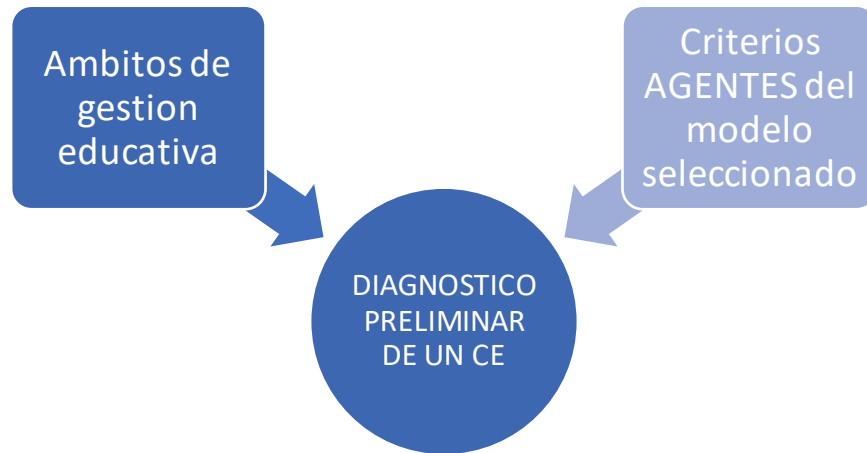 Ambitos de
gestion
educativa
Criterios
AGENTES del
modelo
seleccionado
DIAGNOSTICO
PRELIMINAR
DE UN CE